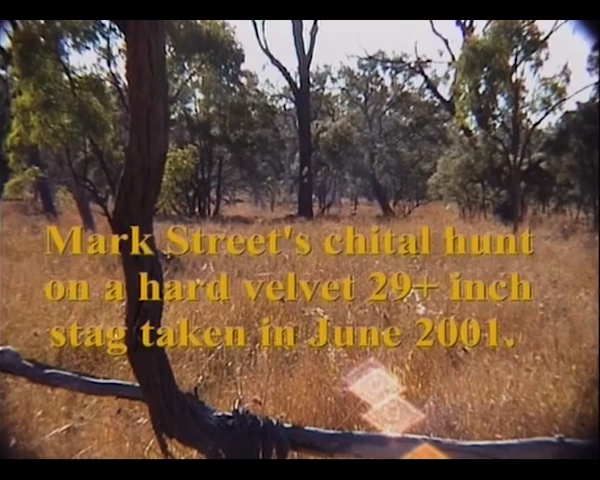 Mark Street's chital hunt
on a hard velvet 29+ inch
stag taken in June 2001.